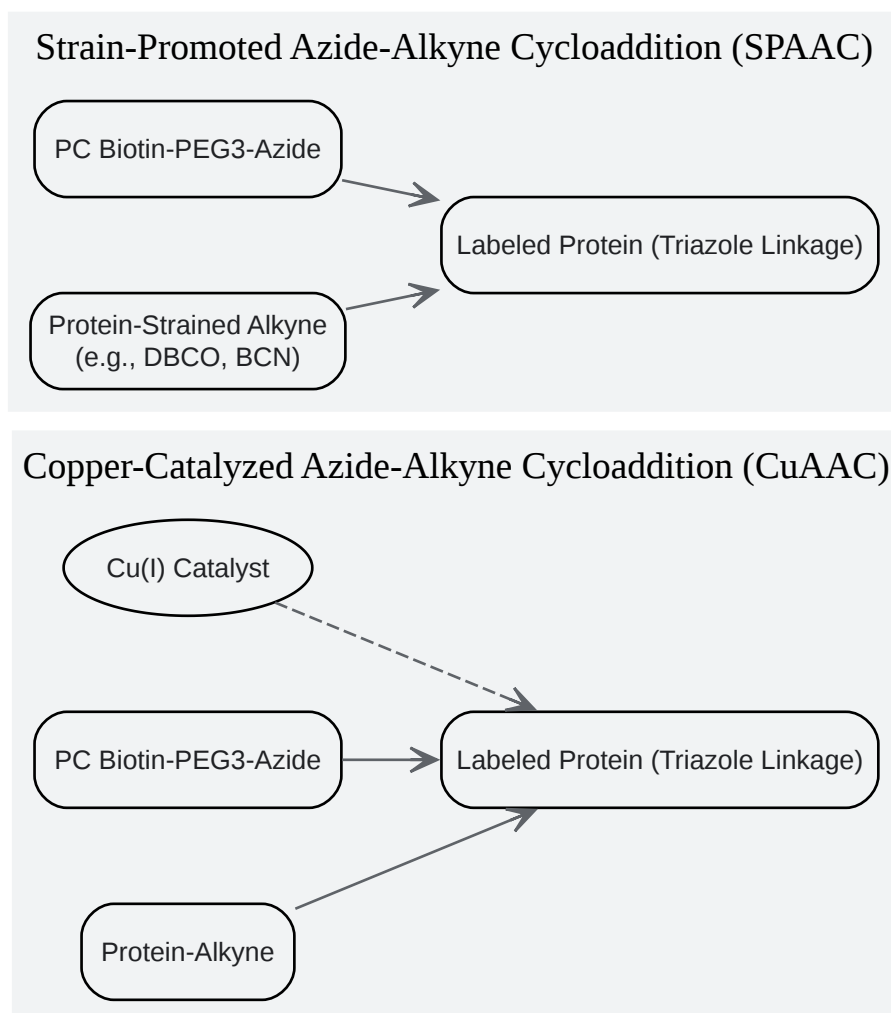 Strain-Promoted Azide-Alkyne Cycloaddition (SPAAC)
PC Biotin-PEG3-Azide
Labeled Protein (Triazole Linkage)
Protein-Strained Alkyne
(e.g., DBCO, BCN)
Copper-Catalyzed Azide-Alkyne Cycloaddition (CuAAC)
Cu(I) Catalyst
PC Biotin-PEG3-Azide
Labeled Protein (Triazole Linkage)
Protein-Alkyne